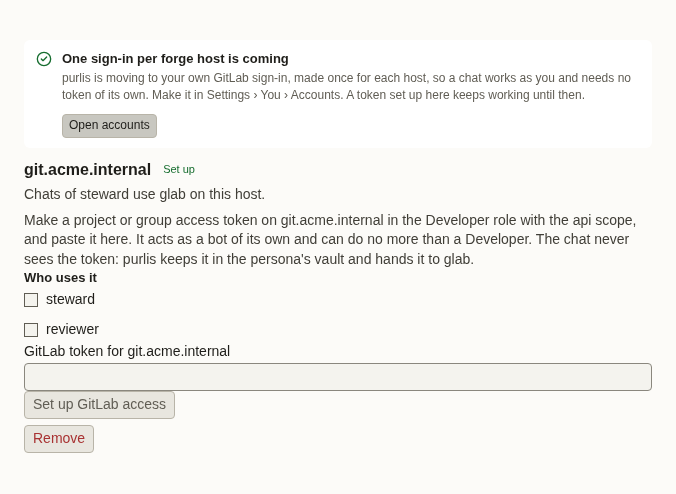 One sign-in per forge host is coming
purlis is moving to your own GitLab sign-in, made once for each host, so a chat works as you and needs no
token of its own. Make it in Settings › You › Accounts. A token set up here keeps working until then.
Open accounts
git.acme.internal Set up
Chats of steward use glab on this host.
Make a project or group access token on git.acme.internal in the Developer role with the api scope,
and paste it here. It acts as a bot of its own and can do no more than a Developer. The chat never
sees the token: purlis keeps it in the persona's vault and hands it to glab.
Who uses it
steward
reviewer
GitLab token for git.acme.internal
Set up GitLab access
Remove